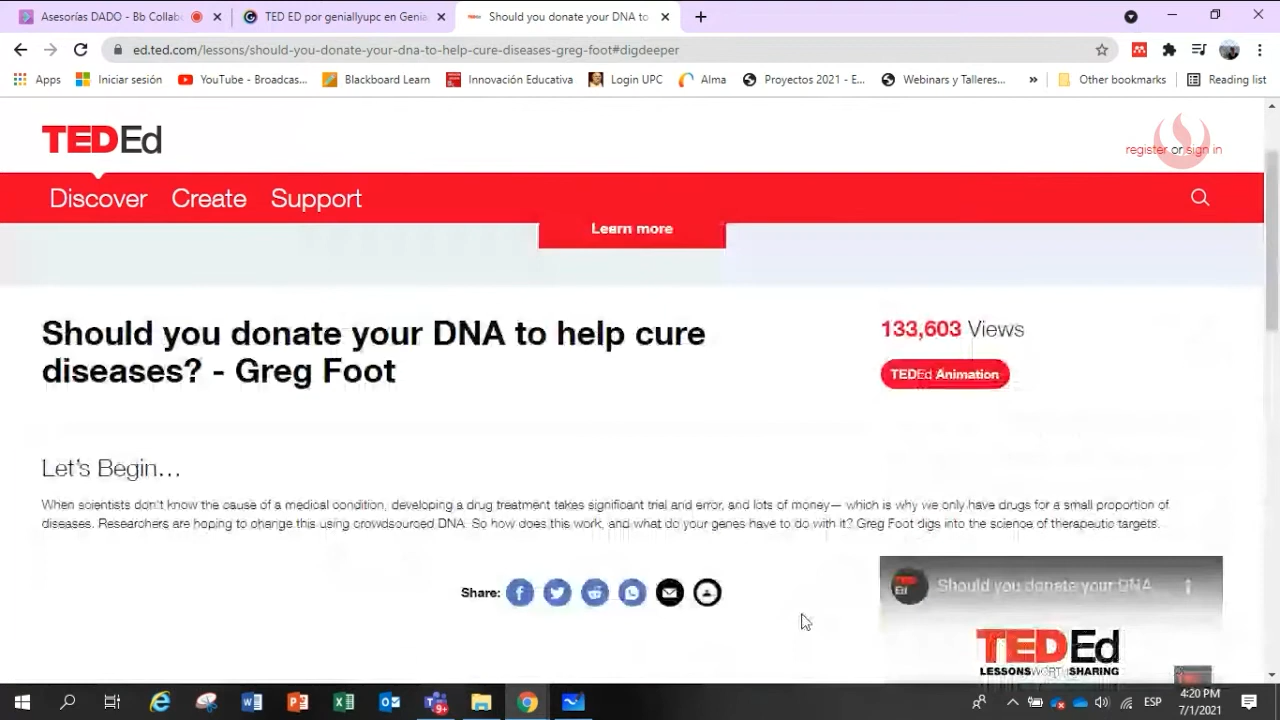 Asesorías DADO - Bb Collabo
TED ED por geniallyupc en Genia
Should you donate your DNA to
ed.ted.com/lessons/should-you-donate-your-dna-to-help-cure-diseases-greg-foot#digdeeper
Apps
Iniciar sesión
YouTube - Broadcas...
Blackboard Learn
Innovación Educativa
Login UPC
Alma
Proyectos 2021 - E...
Webinars y Talleres...
»
Other bookmarks
Reading list
TEDEd
register or sign in
Discover
Create
Support
Learn more
Should you donate your DNA to help cure
diseases? - Greg Foot
133,603 Views
TEDEd Animation
Let's Begin…
When scientists don't know the cause of a medical condition, developing a drug treatment takes significant trial and error, and lots of money— which is why we only have drugs for a small proportion of
diseases. Researchers are hoping to change this using crowdsourced DNA. So how does this work, and what do your genes have to do with it? Greg Foot digs into the science of therapeutic targets.
Share:
Should you donate your DNA
TEDEd
LESSONS WORTH SHARING
9+
ESP
4:20 PM
7/1/2021